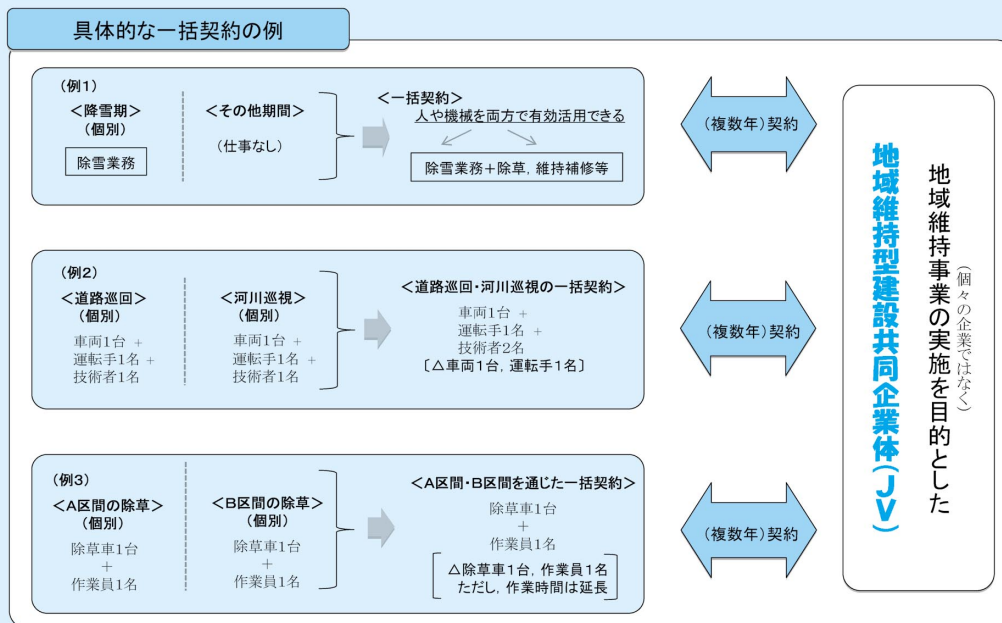 具体的な一括契約の例
(例1)
<降雪期>
(個別)
除雪業務
<その他期間>
(仕事なし)
<一括契約>
人や機械を両方で有効活用できる
除雪業務+除草，維持補修等
(複数年)契約
(例2)
<道路巡回>
(個別)
車両1台 +
運転手1名 +
技術者1名
<河川巡視>
(個別)
車両1台 +
運転手1名 +
技術者1名
<道路巡回・河川巡視の一括契約>
車両1台 +
運転手1名 +
技術者2名
〔△車両1台，運転手1名〕
(複数年)契約
(例3)
<A区間の除草>
(個別)
除草車1台
+
作業員1名
<B区間の除草>
(個別)
除草車1台
+
作業員1名
<A区間・B区間を通じた一括契約>
除草車1台
+
作業員1名
△除草車1台，作業員1名
ただし，作業時間は延長
(複数年)契約
(個々の企業ではなく)
地域維持事業の実施を目的とした
地域維持型建設共同企業体(JV)